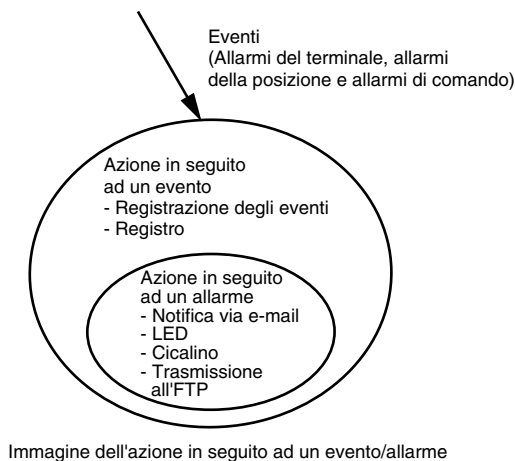 Eventi
(Allarmi del terminale, allarmi
della posizione e allarmi di comando)
Azione in seguito
ad un evento
- Registrazione degli eventi
- Registro
Azione in seguito
ad un allarme
- Notifica via e-mail
- LED
- Cicalino
- Trasmissione
all'FTP
Immagine dell'azione in seguito ad un evento/allarme